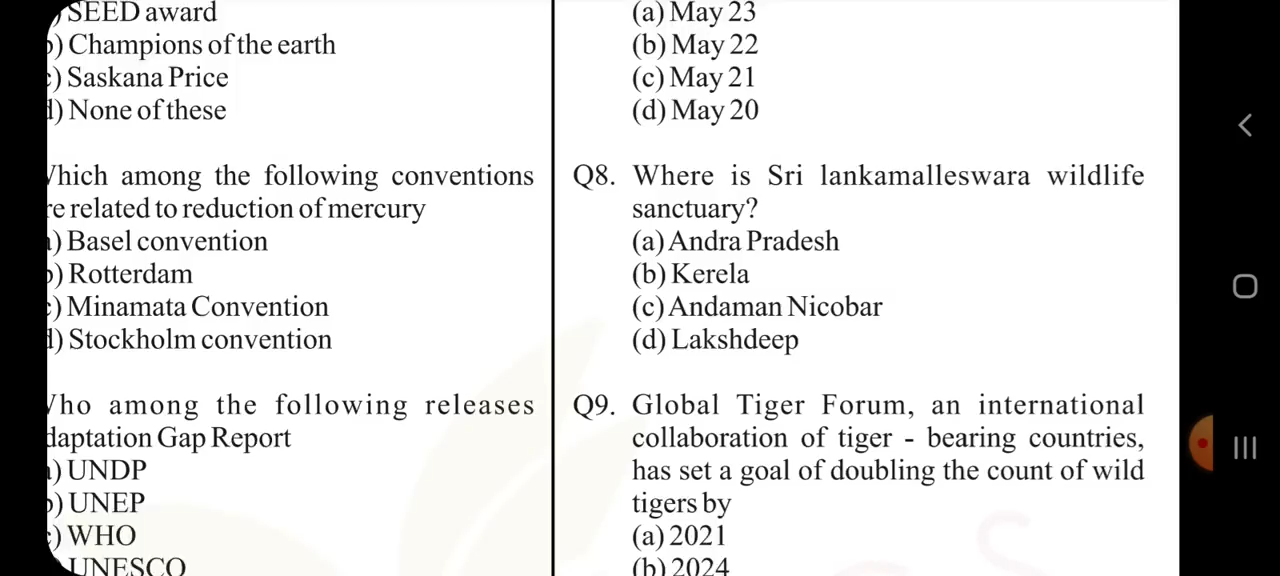 ) SEED award
) Champions of the earth
) Saskana Price
) None of these
hich among the following conventions
re related to reduction of mercury
) Basel convention
) Rotterdam
) Minamata Convention
) Stockholm convention
ho among the following releases
daptation Gap Report
) UNDP
) UNEP
) WHO
UNESCO
(a) May 23
(b) May 22
(c) May 21
(d) May 20
Q8. Where is Sri lankamalleswara wildlife
sanctuary?
(a) Andra Pradesh
(b) Kerela
(c) Andaman Nicobar
(d) Lakshdeep
Q9. Global Tiger Forum, an international
collaboration of tiger - bearing countries,
has set a goal of doubling the count of wild
tigers by
(a) 2021
(b) 2024